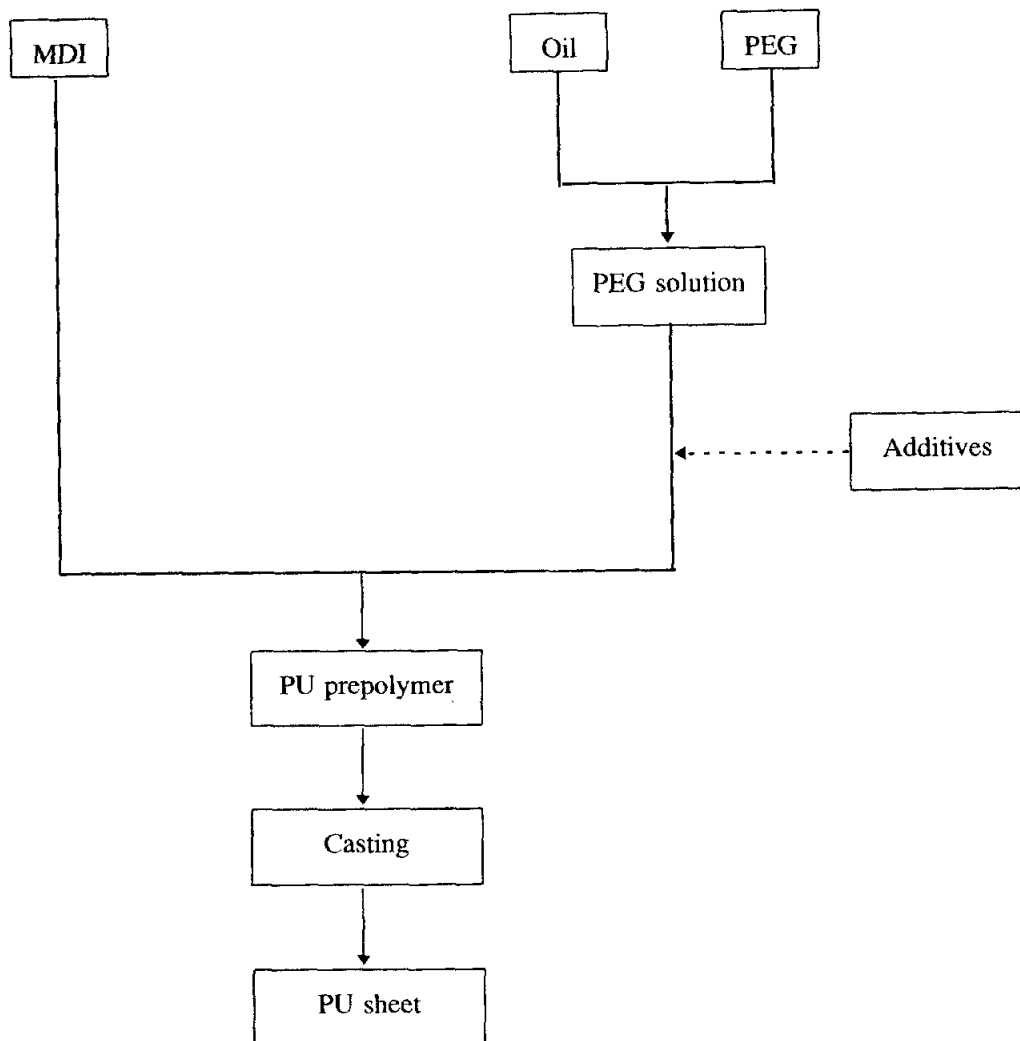 MDI
Oil
PEG
PEG solution
Additives
PU prepolymer
Casting
PU sheet